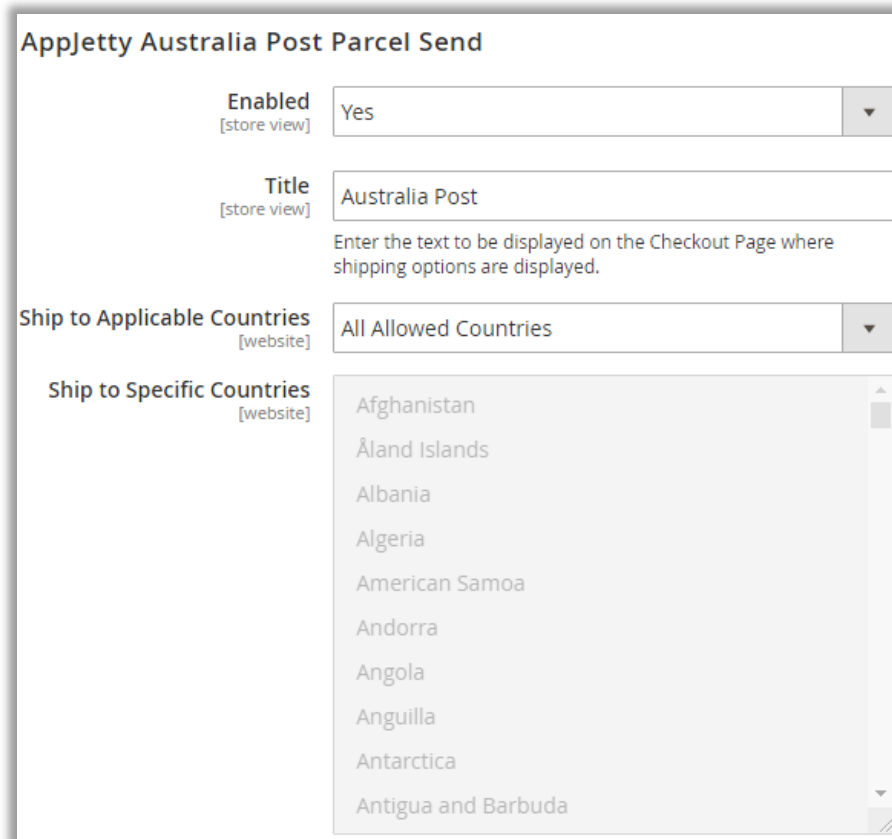 AppJetty Australia Post Parcel Send
Enabled
[store view]
Yes
Title
[store view]
Australia Post
Enter the text to be displayed on the Checkout Page where
shipping options are displayed.
Ship to Applicable Countries
[website]
All Allowed Countries
Ship to Specific Countries
[website]
Afghanistan
Åland Islands
Albania
Algeria
American Samoa
Andorra
Angola
Anguilla
Antarctica
Antigua and Barbuda